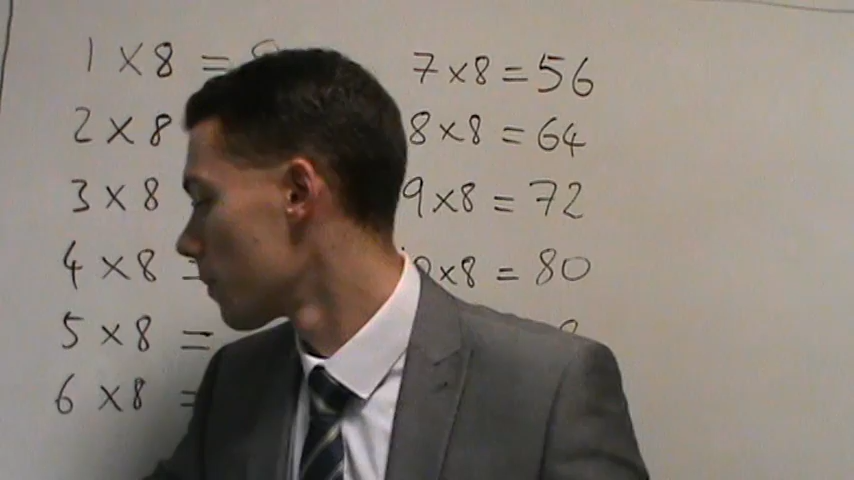 1 × 8 =
2 × 8
3 × 8
4 × 8 =
5 × 8 =
6 × 8 =
7 × 8 = 56
8 × 8 = 64
9 × 8 = 72
× 8 = 80